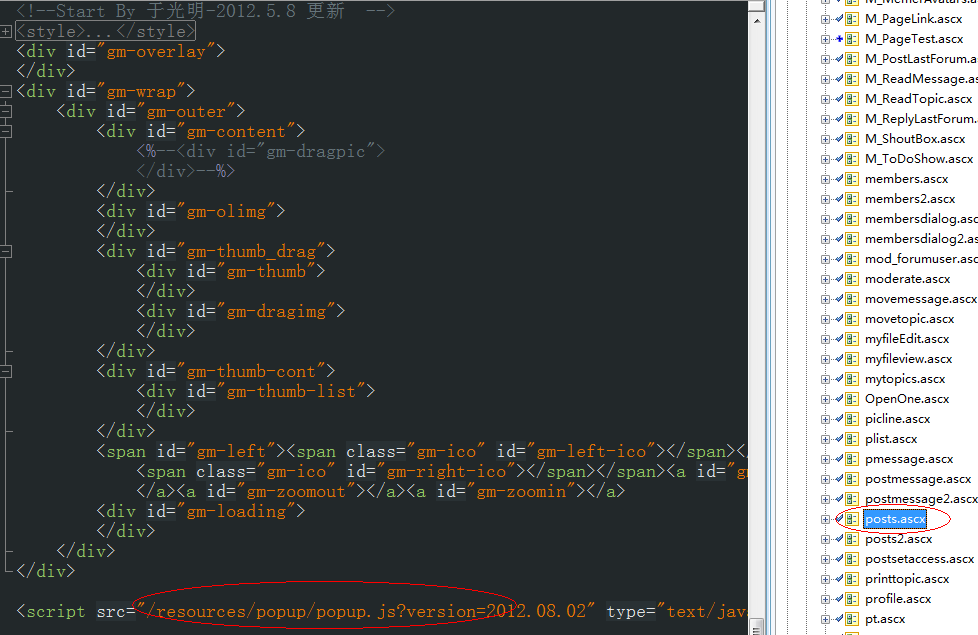 <!--Start By 于光明-2012.5.8 更新  -->
<style>...</style>
<div id="gm-overlay">
</div>
<div id="gm-wrap">
<div id="gm-outer">
<div id="gm-content">
<%--<div id="gm-dragpic">
</div>--%>
</div>
<div id="gm-olimg">
</div>
<div id="gm-thumb_drag">
<div id="gm-thumb">
</div>
<div id="gm-dragimg">
</div>
</div>
<div id="gm-thumb-cont">
<div id="gm-thumb-list">
</div>
</div>
<span id="gm-left"><span class="gm-ico" id="gm-left-ico"></span></
<span class="gm-ico" id="gm-right-ico"></span></span><a id="gm
</a><a id="gm-zoomout"></a><a id="gm-zoomin"></a>
<div id="gm-loading">
</div>
</div>
</div>
<script src="/resources/popup/popup.js?version=2012.08.02" type="text/jav
M_MemerAvatars.a
M_PageLink.ascx
M_PageTest.ascx
M_PostLastForum.a
M_ReadMessage.as
M_ReadTopic.ascx
M_ReplyLastForum.
M_ShoutBox.ascx
M_ToDoShow.ascx
members.ascx
members2.ascx
membersdialog.asc
membersdialog2.as
mod_forumuser.asc
moderate.ascx
movemessage.ascx
movetopic.ascx
myfileEdit.ascx
myfileview.ascx
mytopics.ascx
OpenOne.ascx
picline.ascx
plist.ascx
pmessage.ascx
postmessage.ascx
postmessage2.ascx
posts.ascx
posts2.ascx
postsetaccess.ascx
printtopic.ascx
profile.ascx
pt.ascx